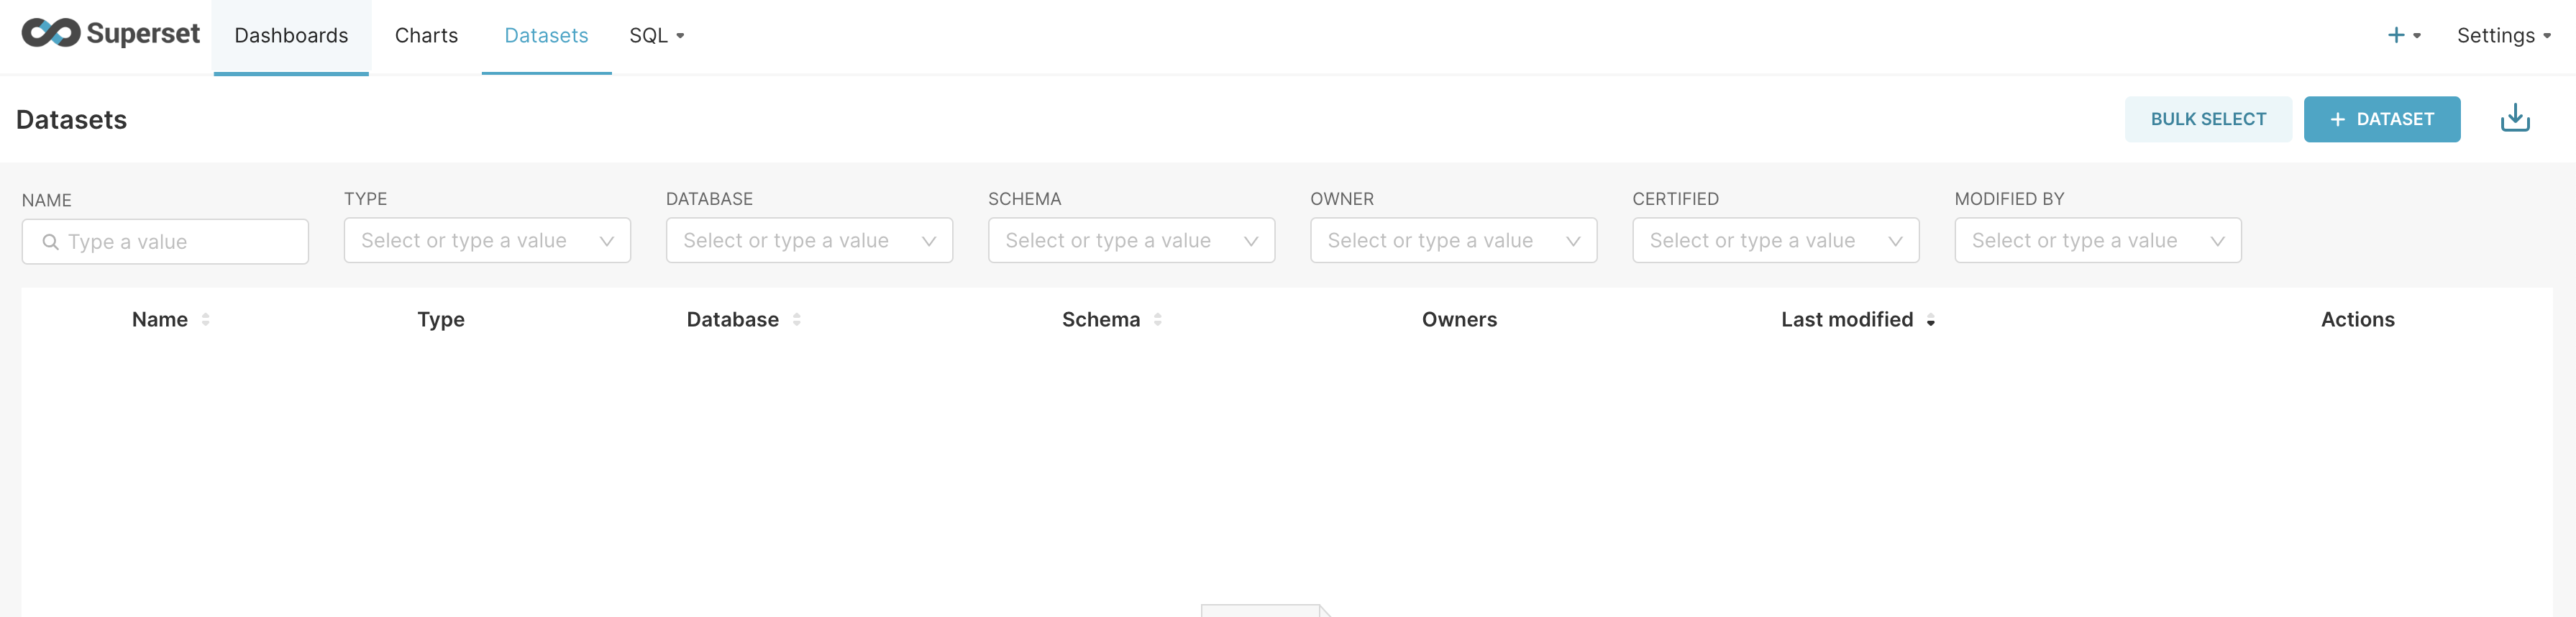 Superset Dashboards Charts Datasets SQL Settings
Datasets BULK SELECT + DATASET
NAME TYPE DATABASE SCHEMA OWNER CERTIFIED MODIFIED BY
Type a value Select or type a value Select or type a value Select or type a value Select or type a value Select or type a value Select or type a value
Name Type Database Schema Owners Last modified Actions